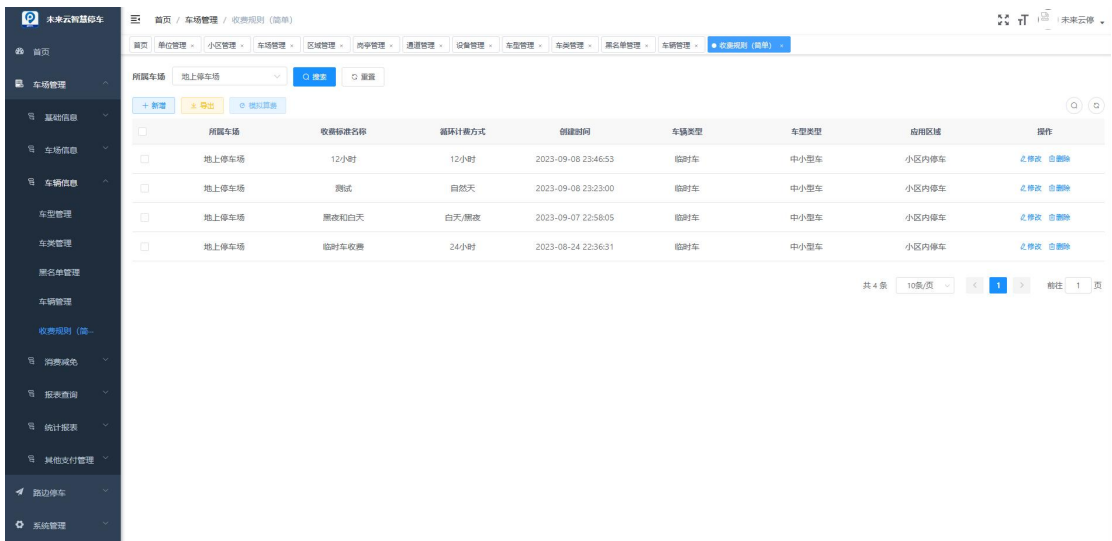 未来云智慧停车
首页 / 车场管理 / 收费规则（简单）
未来云停
首页
单位管理 ×
小区管理 ×
车场管理 ×
区域管理 ×
岗亭管理 ×
通道管理 ×
设备管理 ×
车型管理 ×
车类管理 ×
黑名单管理 ×
车辆管理 ×
收费规则（简单） ×
首页
车场管理
基础信息
车场信息
车辆信息
车型管理
车类管理
黑名单管理
车辆管理
收费规则（简...
消费减免
报表查询
统计报表
其他支付管理
路边停车
系统管理
所属车场 地上停车场 搜索 重置
+ 新增 导出 模拟算费
所属车场 收费标准名称 循环计费方式 创建时间 车辆类型 车型类型 应用区域 操作
地上停车场 12小时 12小时 2023-09-08 23:46:53 临时车 中小型车 小区内停车 修改 删除
地上停车场 测试 自然天 2023-09-08 23:23:00 临时车 中小型车 小区内停车 修改 删除
地上停车场 黑夜和白天 白天/黑夜 2023-09-07 22:58:05 临时车 中小型车 小区内停车 修改 删除
地上停车场 临时车收费 24小时 2023-08-24 22:36:31 临时车 中小型车 小区内停车 修改 删除
共 4 条 10条/页 < 1 > 前往 1 页